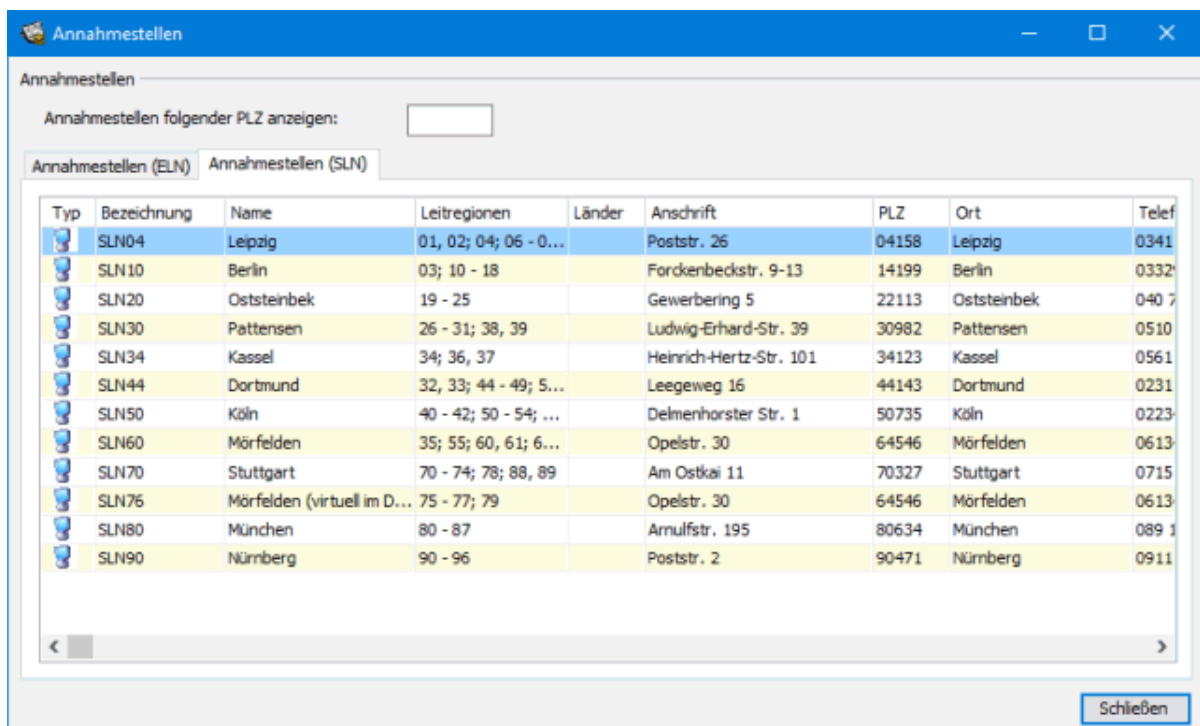 Annahmestellen
Annahmestellen
Annahmestellen folgender PLZ anzeigen:
Annahmestellen (ELN) Annahmestellen (SLN)
Typ Bezeichnung Name Leitregionen Länder Anschrift PLZ Ort Telef
SLN04 Leipzig 01, 02; 04; 06 - 0... Poststr. 26 04158 Leipzig 0341
SLN10 Berlin 03; 10 - 18 Forckenbeckstr. 9-13 14199 Berlin 0332
SLN20 Oststeinbek 19 - 25 Gewerbering 5 22113 Oststeinbek 040 7
SLN30 Pattensen 26 - 31; 38, 39 Ludwig-Erhard-Str. 39 30982 Pattensen 0510
SLN34 Kassel 34; 36, 37 Heinrich-Hertz-Str. 101 34123 Kassel 0561
SLN44 Dortmund 32, 33; 44 - 49; 5... Leegeweg 16 44143 Dortmund 0231
SLN50 Köln 40 - 42; 50 - 54; ... Delmenhorster Str. 1 50735 Köln 0223
SLN60 Mörfelden 35; 55; 60, 61; 6... Opelstr. 30 64546 Mörfelden 0613
SLN70 Stuttgart 70 - 74; 78; 88, 89 Am Ostkai 11 70327 Stuttgart 0715
SLN76 Mörfelden (virtuell im D... 75 - 77; 79 Opelstr. 30 64546 Mörfelden 0613
SLN80 München 80 - 87 Arnulfstr. 195 80634 München 089 1
SLN90 Nürnberg 90 - 96 Poststr. 2 90471 Nürnberg 0911
Schließen